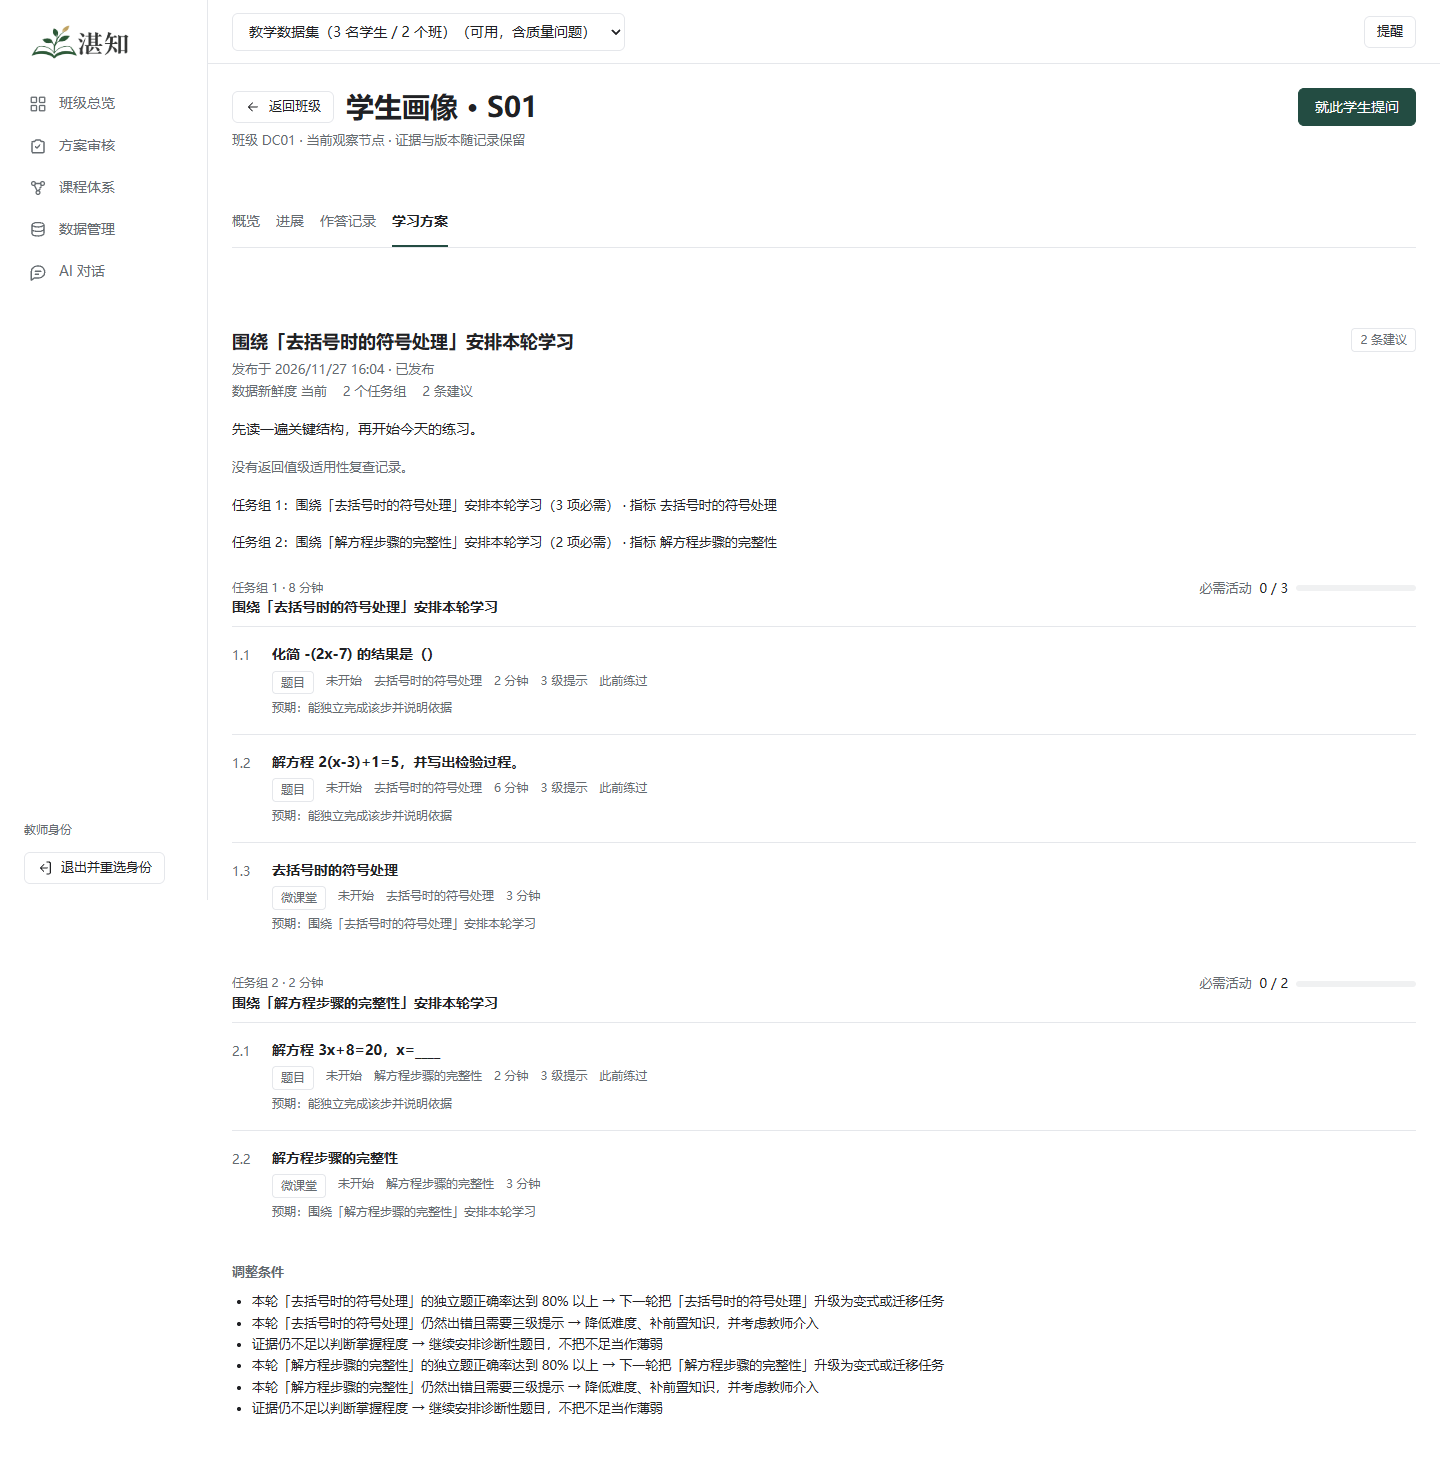 湛知
班级总览
方案审核
课程体系
数据管理
AI 对话
教师身份
退出并重选身份
教学数据集（3 名学生 / 2 个班）（可用，含质量问题）
提醒
返回班级
学生画像 • S01
就此学生提问
班级 DC01 · 当前观察节点 · 证据与版本随记录保留
概览 进展 作答记录 学习方案
围绕「去括号时的符号处理」安排本轮学习
2 条建议
发布于 2026/11/27 16:04 · 已发布
数据新鲜度 当前 2 个任务组 2 条建议
先读一遍关键结构，再开始今天的练习。
没有返回值级适用性复查记录。
任务组 1：围绕「去括号时的符号处理」安排本轮学习（3 项必需） · 指标 去括号时的符号处理
任务组 2：围绕「解方程步骤的完整性」安排本轮学习（2 项必需） · 指标 解方程步骤的完整性
任务组 1 · 8 分钟
必需活动 0 / 3
围绕「去括号时的符号处理」安排本轮学习
1.1 化简 -(2x-7) 的结果是（）
题目 未开始 去括号时的符号处理 2 分钟 3 级提示 此前练过
预期：能独立完成该步并说明依据
1.2 解方程 2(x-3)+1=5，并写出检验过程。
题目 未开始 去括号时的符号处理 6 分钟 3 级提示 此前练过
预期：能独立完成该步并说明依据
1.3 去括号时的符号处理
微课堂 未开始 去括号时的符号处理 3 分钟
预期：围绕「去括号时的符号处理」安排本轮学习
任务组 2 · 2 分钟
必需活动 0 / 2
围绕「解方程步骤的完整性」安排本轮学习
2.1 解方程 3x+8=20，x=____
题目 未开始 解方程步骤的完整性 2 分钟 3 级提示 此前练过
预期：能独立完成该步并说明依据
2.2 解方程步骤的完整性
微课堂 未开始 解方程步骤的完整性 3 分钟
预期：围绕「解方程步骤的完整性」安排本轮学习
调整条件
• 本轮「去括号时的符号处理」的独立题正确率达到 80% 以上 → 下一轮把「去括号时的符号处理」升级为变式或迁移任务
• 本轮「去括号时的符号处理」仍然出错且需要三级提示 → 降低难度、补前置知识，并考虑教师介入
• 证据仍不足以判断掌握程度 → 继续安排诊断性题目，不把不足当作薄弱
• 本轮「解方程步骤的完整性」的独立题正确率达到 80% 以上 → 下一轮把「解方程步骤的完整性」升级为变式或迁移任务
• 本轮「解方程步骤的完整性」仍然出错且需要三级提示 → 降低难度、补前置知识，并考虑教师介入
• 证据仍不足以判断掌握程度 → 继续安排诊断性题目，不把不足当作薄弱